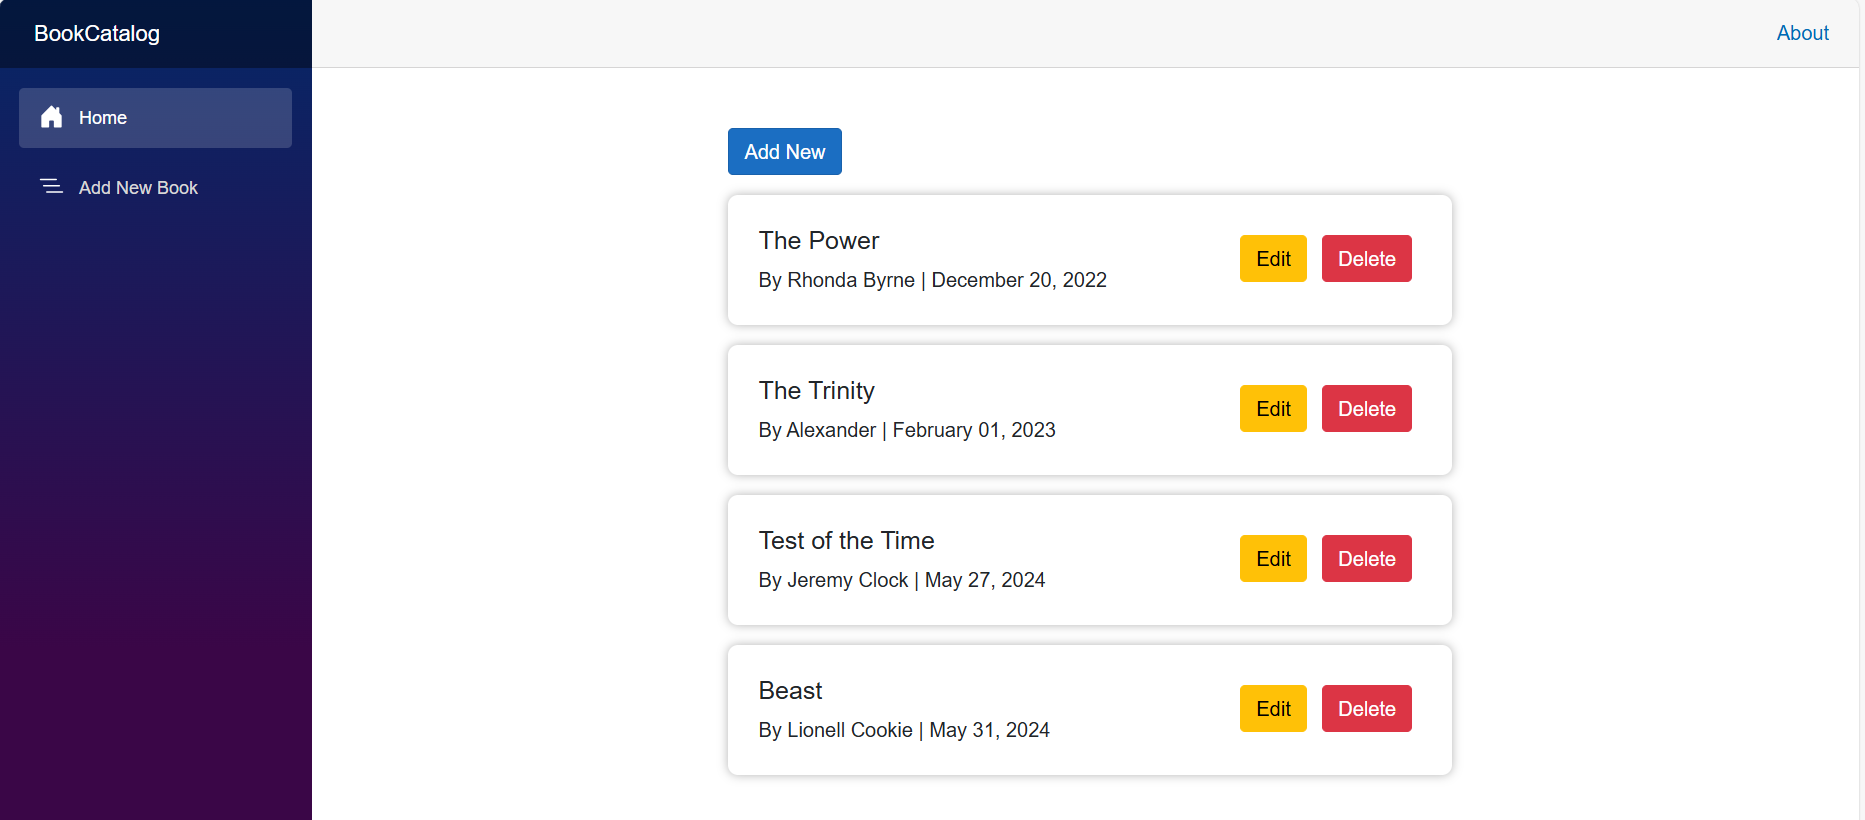 BookCatalog
About
Home
Add New Book
Add New
The Power
By Rhonda Byrne | December 20, 2022
Edit
Delete
The Trinity
By Alexander | February 01, 2023
Edit
Delete
Test of the Time
By Jeremy Clock | May 27, 2024
Edit
Delete
Beast
By Lionell Cookie | May 31, 2024
Edit
Delete